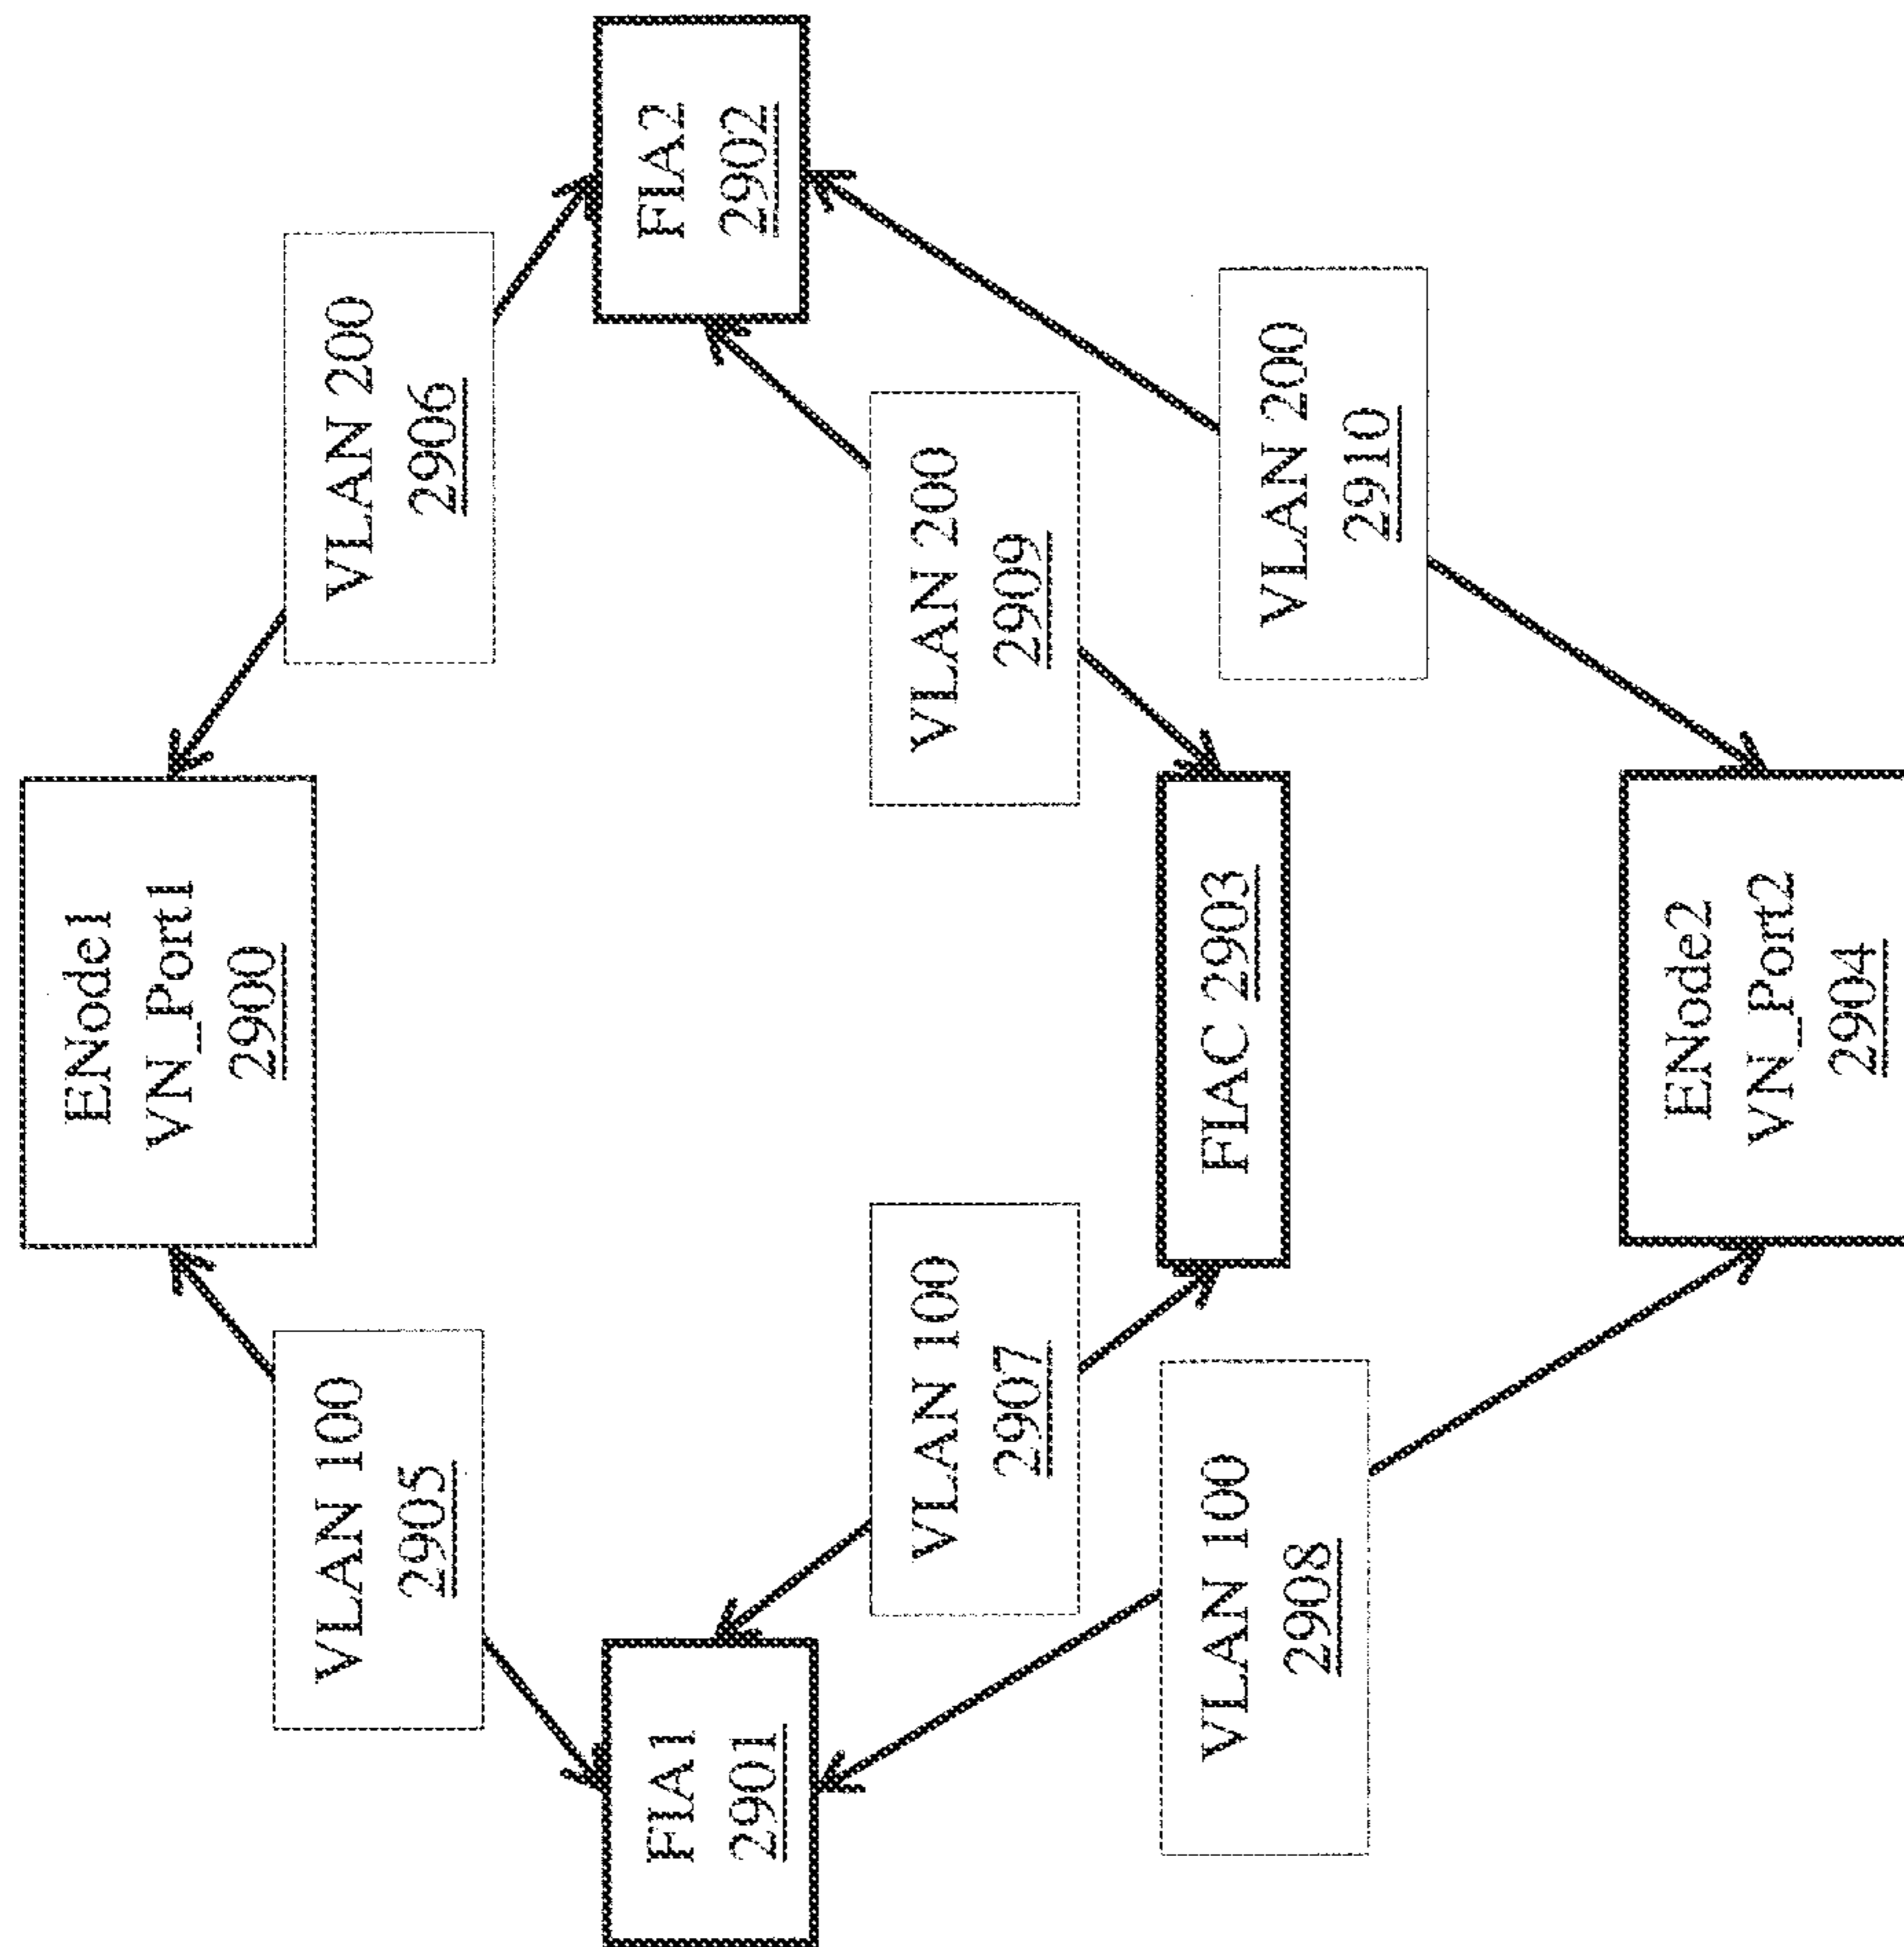 ENode1
VN_Port1
2900
VLAN 100
2905
VLAN 200
2906
FIA1
2901
FIA2
2902
VLAN 100
2907
VLAN 200
2909
VLAN 100
2908
FIAC 2903
VLAN 200
2910
ENode2
VN_Port2
2904